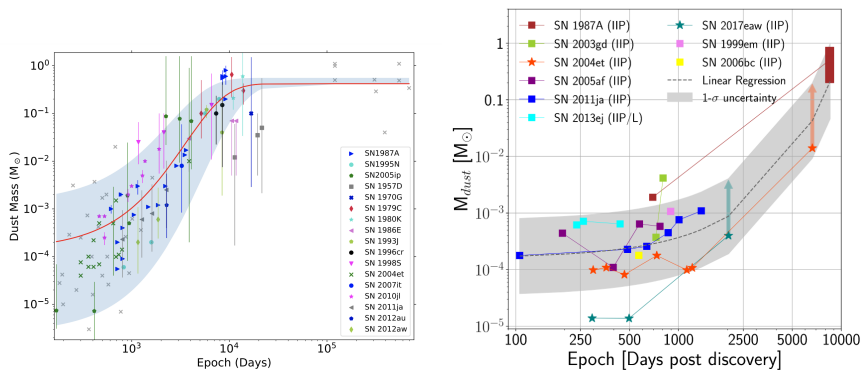 10⁰
10⁻¹
10⁻²
10⁻³
10⁻⁴
10⁻⁵
Dust Mass (M⊙)
10³
10⁴
10⁵
Epoch (Days)
SN1987A
SN1995N
SN2005ip
SN 1957D
SN 1970G
SN 1979C
SN 1980K
SN 1986E
SN 1993J
SN 1996cr
SN 1998S
SN 2004et
SN 2007it
SN 2010jl
SN 2011ja
SN 2012au
SN 2012aw
SN 1987A (IIP)
SN 2003gd (IIP)
SN 2004et (IIP)
SN 2005af (IIP)
SN 2011ja (IIP)
SN 2013ej (IIP/L)
SN 2017eaw (IIP)
SN 1999em (IIP)
SN 2006bc (IIP)
Linear Regression
1-σ uncertainty
1
0.1
10⁻²
10⁻³
10⁻⁴
10⁻⁵
M_dust [M⊙]
100
250
500
1000
2500
5000
10000
Epoch [Days post discovery]